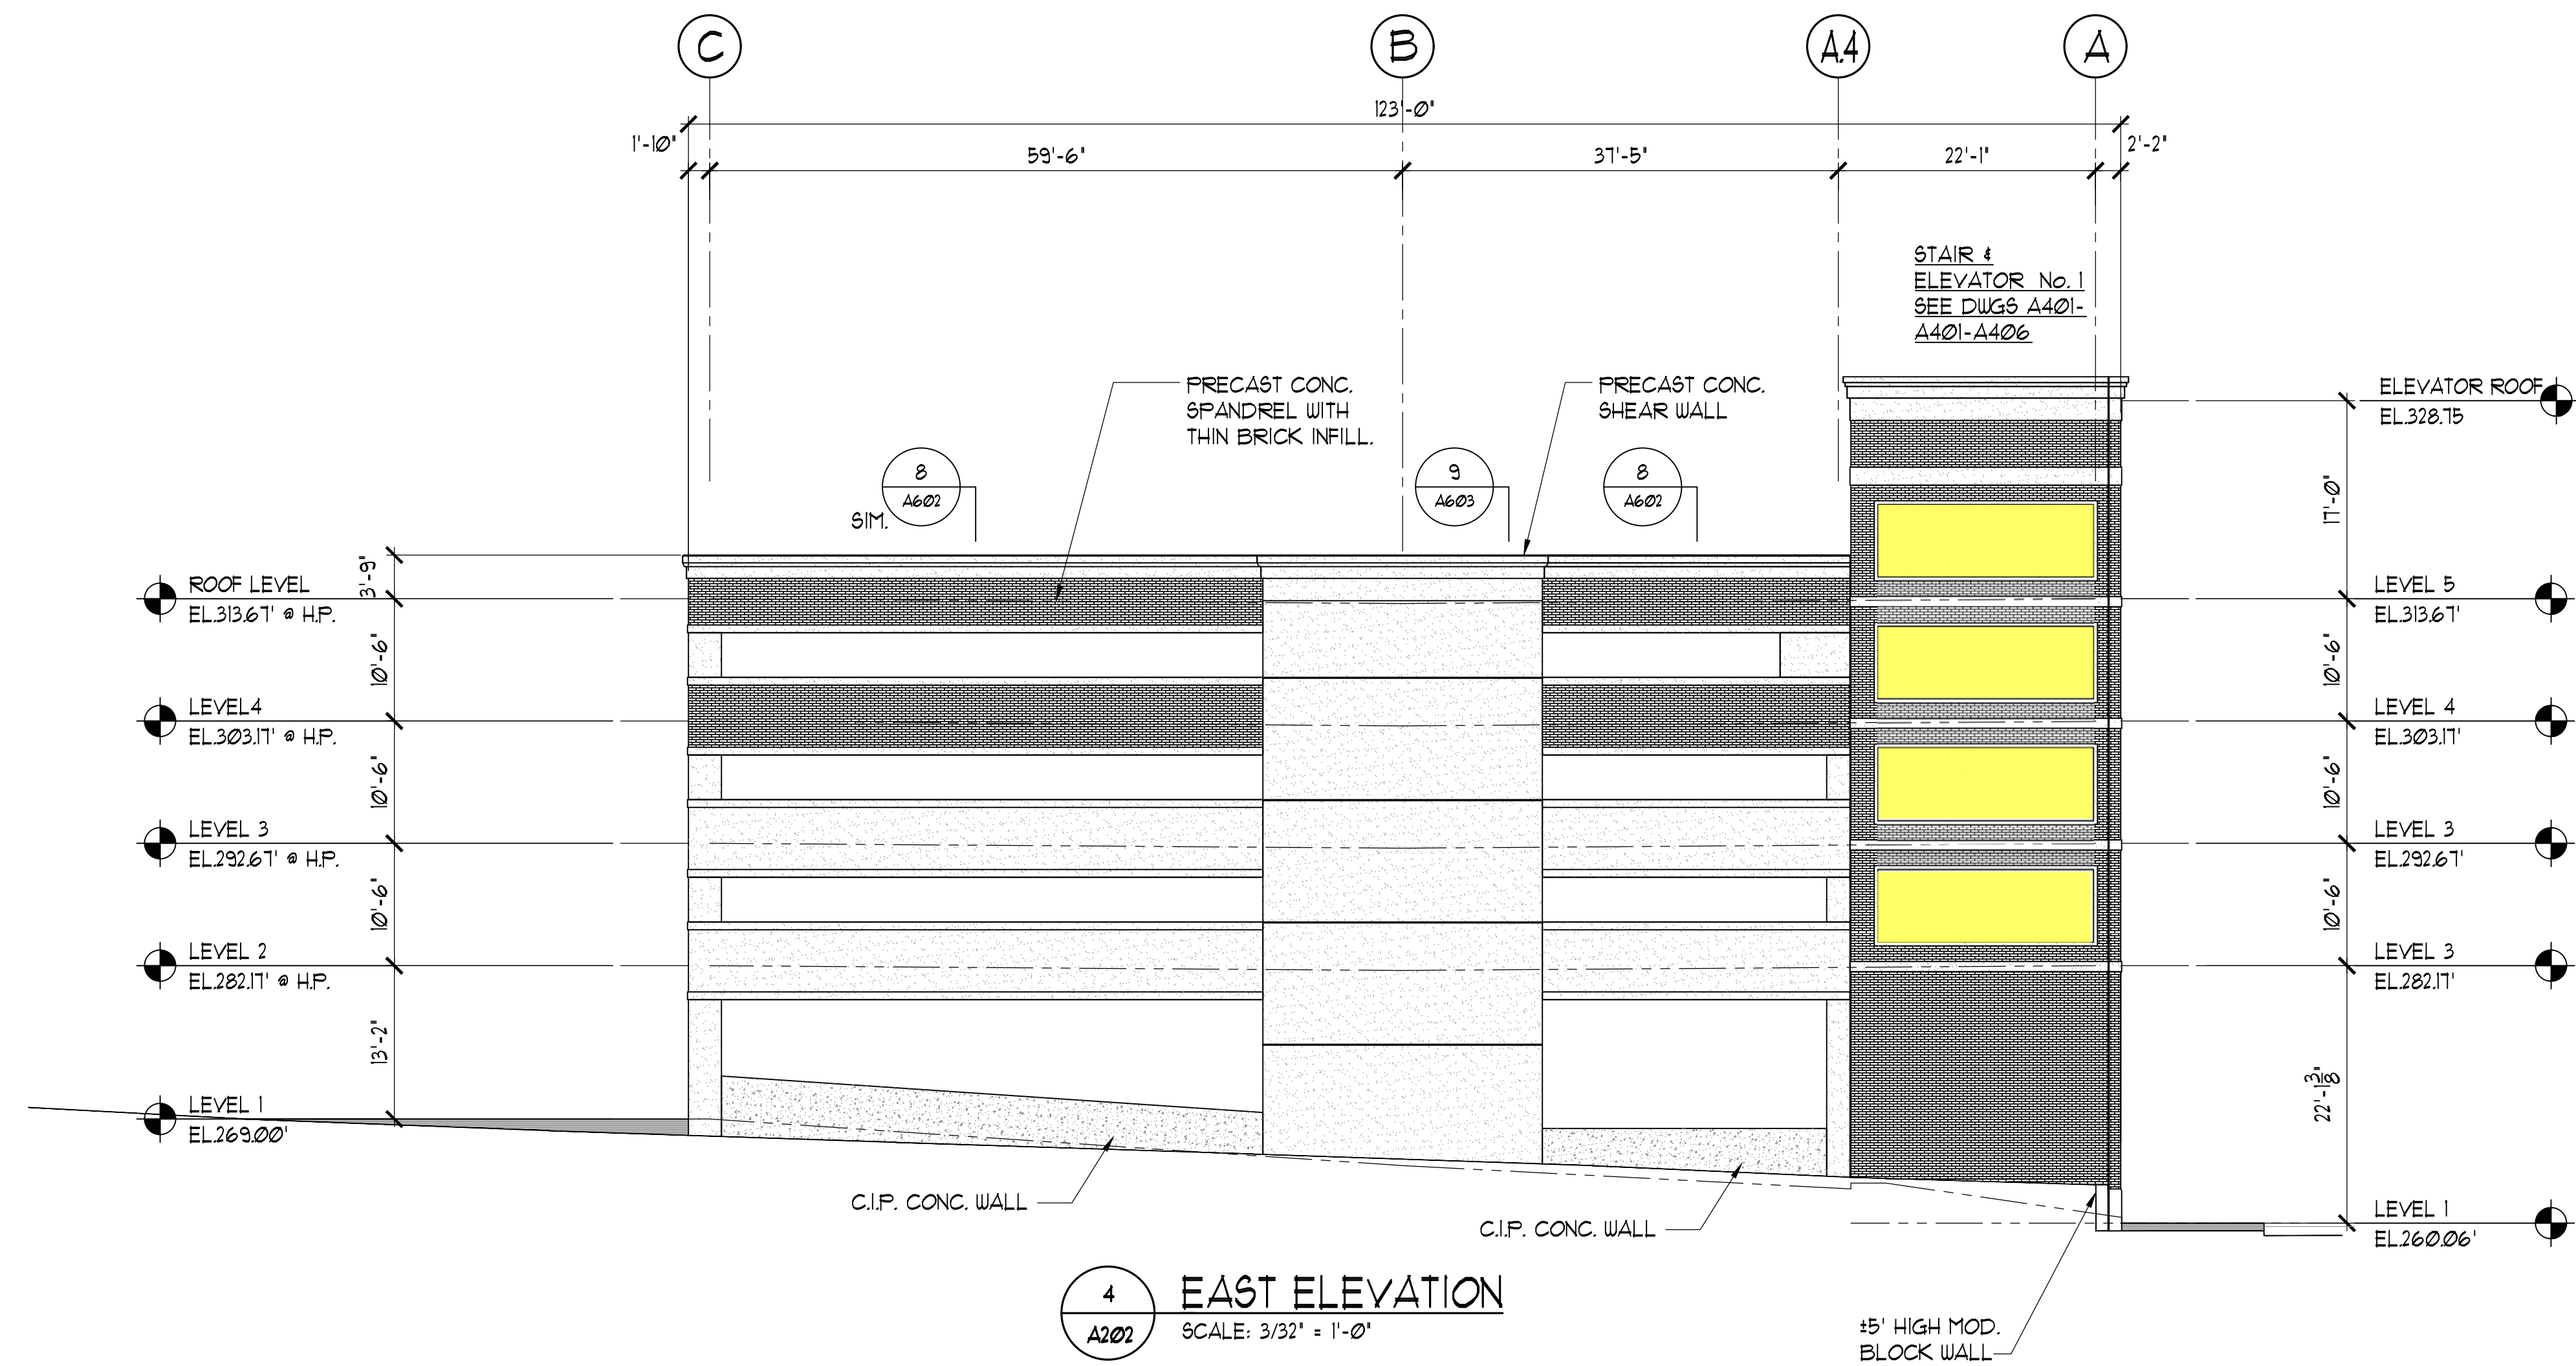 C
B
A.4
A
123'-0"
1'-10"
59'-6"
37'-5"
22'-1"
2'-2"
STAIR &
ELEVATOR No. 1
SEE DWGS A401-
A401-A406
PRECAST CONC.
SPANDREL WITH
THIN BRICK INFILL.
PRECAST CONC.
SHEAR WALL
8
A602
SIM.
9
A603
8
A602
3'-9"
ROOF LEVEL
EL.313.67' @ H.P.
10'-6"
LEVEL4
EL.303.17' @ H.P.
10'-6"
LEVEL 3
EL.292.67' @ H.P.
10'-6"
LEVEL 2
EL.282.17' @ H.P.
13'-2"
LEVEL 1
EL.269.00'
ELEVATOR ROOF
EL.328.75
17'-0"
LEVEL 5
EL.313.67'
10'-6"
LEVEL 4
EL.303.17'
10'-6"
LEVEL 3
EL.292.67'
10'-6"
LEVEL 3
EL.282.17'
22'-1 3/8"
LEVEL 1
EL.260.06'
C.I.P. CONC. WALL
C.I.P. CONC. WALL
4
A202
EAST ELEVATION
SCALE: 3/32" = 1'-0"
±5' HIGH MOD.
BLOCK WALL